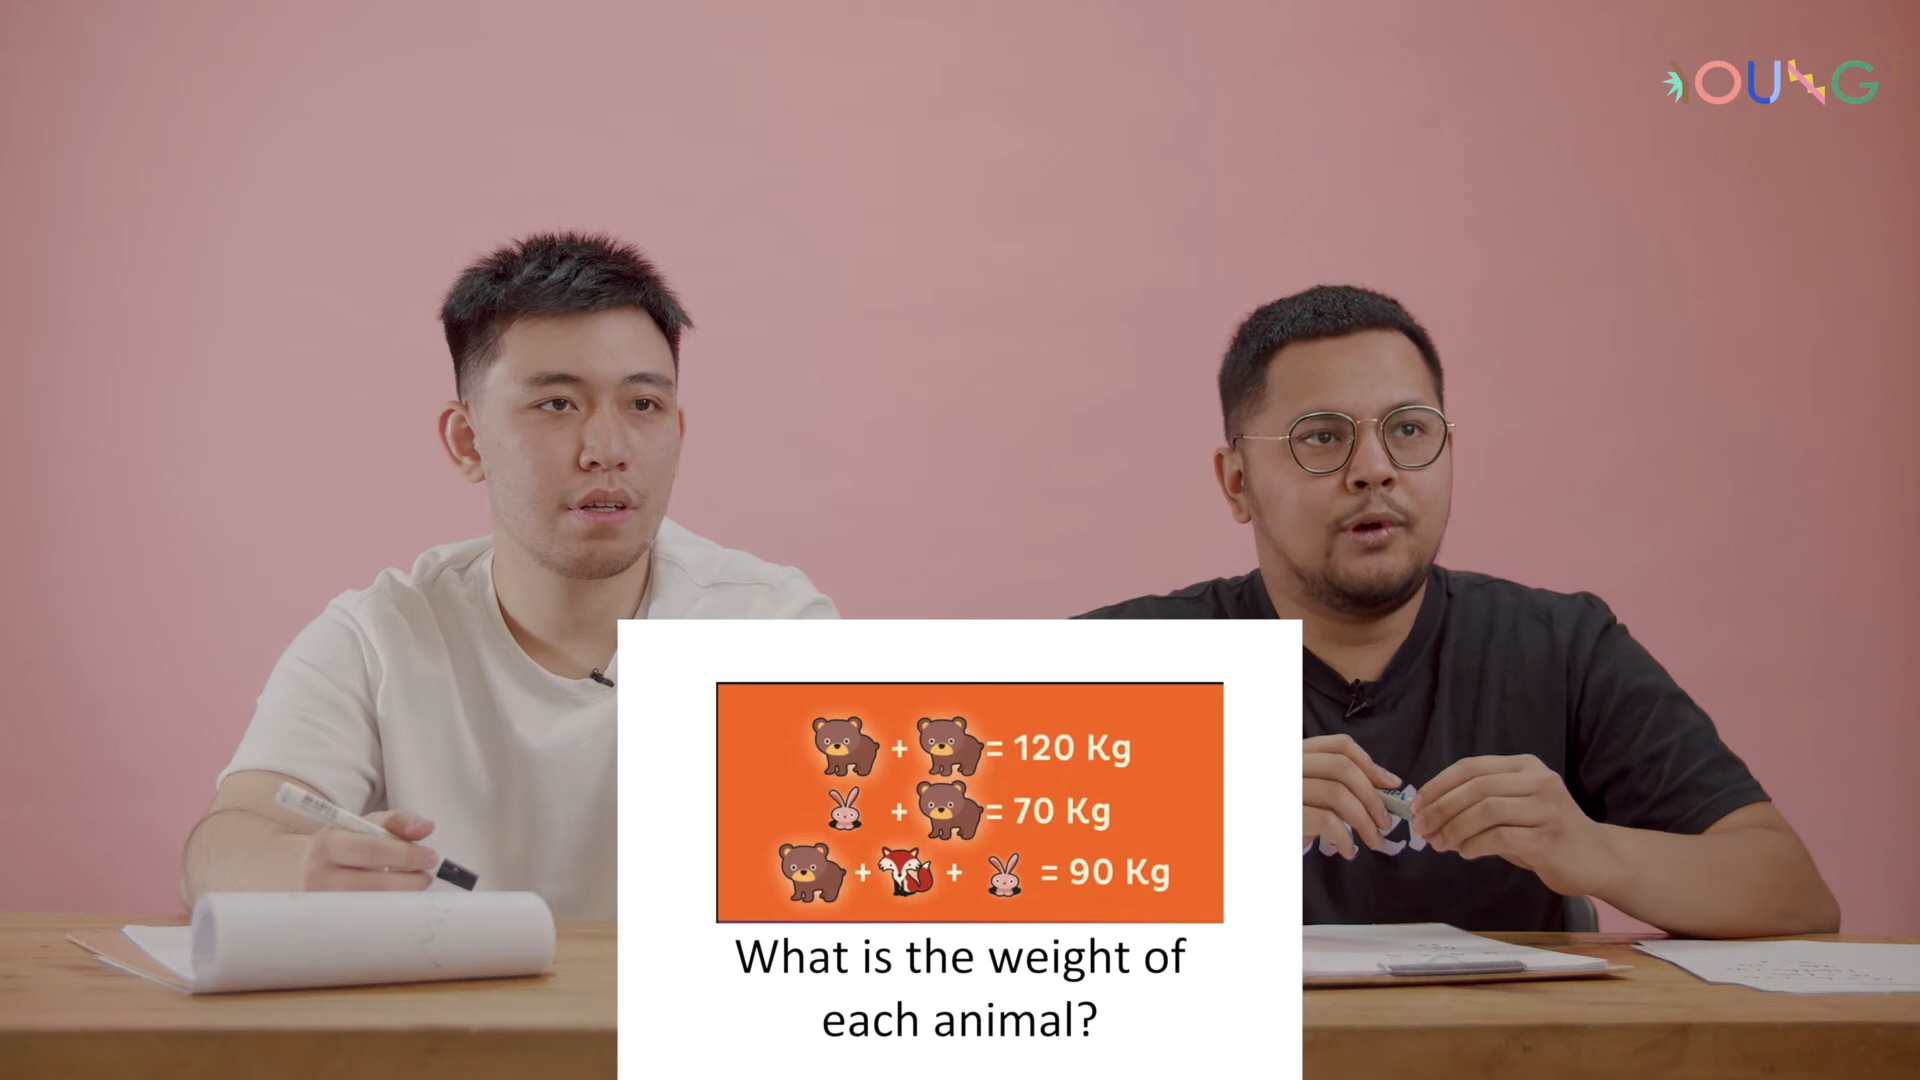 YOUNG
+ = 120 Kg
+ = 70 Kg
+ + = 90 Kg
What is the weight of
each animal?